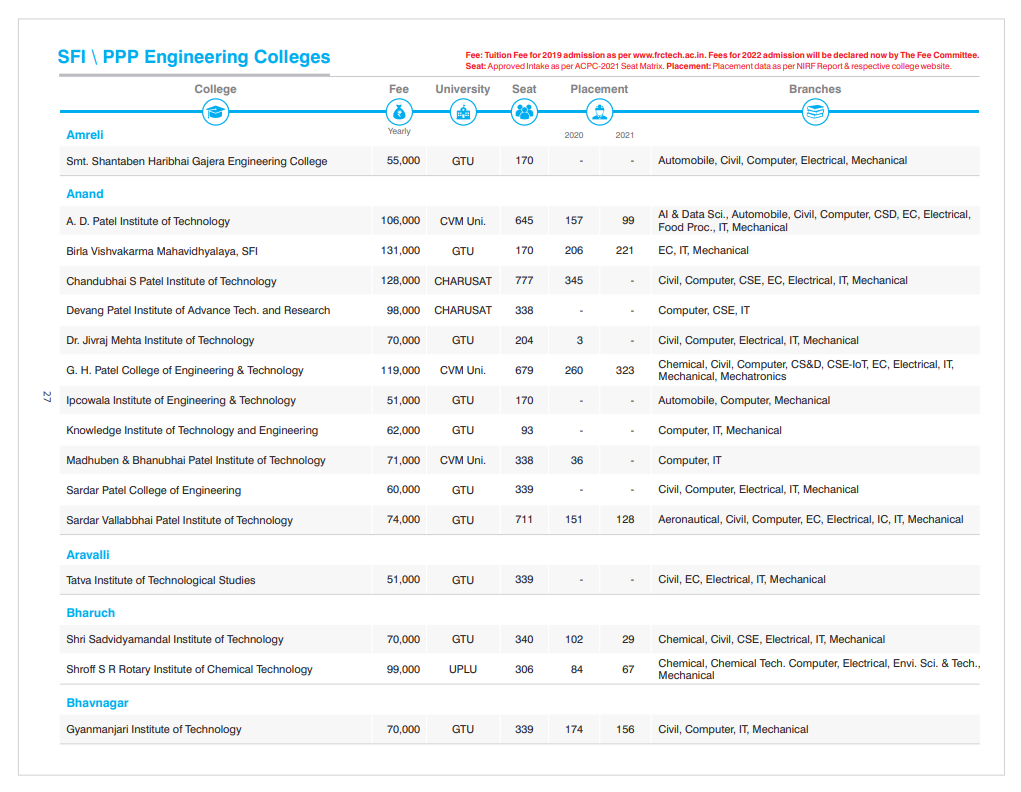 SFI \ PPP Engineering Colleges
Fee: Tuition Fee for 2019 admission as per www.frctech.ac.in. Fees for 2022 admission will be declared now by The Fee Committee.
Seat: Approved Intake as per ACPC-2021 Seat Matrix. Placement: Placement data as per NIRF Report & respective college website.
College Fee University Seat Placement Branches
Yearly
Amreli 2020 2021
Smt. Shantaben Haribhai Gajera Engineering College 55,000 GTU 170 - - Automobile, Civil, Computer, Electrical, Mechanical
Anand
A. D. Patel Institute of Technology 106,000 CVM Uni. 645 157 99 AI & Data Sci., Automobile, Civil, Computer, CSD, EC, Electrical,
Food Proc., IT, Mechanical
Birla Vishvakarma Mahavidhyalaya, SFI 131,000 GTU 170 206 221 EC, IT, Mechanical
Chandubhai S Patel Institute of Technology 128,000 CHARUSAT 777 345 - Civil, Computer, CSE, EC, Electrical, IT, Mechanical
Devang Patel Institute of Advance Tech. and Research 98,000 CHARUSAT 338 - - Computer, CSE, IT
Dr. Jivraj Mehta Institute of Technology 70,000 GTU 204 3 - Civil, Computer, Electrical, IT, Mechanical
G. H. Patel College of Engineering & Technology 119,000 CVM Uni. 679 260 323 Chemical, Civil, Computer, CS&D, CSE-IoT, EC, Electrical, IT,
Mechanical, Mechatronics
Ipcowala Institute of Engineering & Technology 51,000 GTU 170 - - Automobile, Computer, Mechanical
Knowledge Institute of Technology and Engineering 62,000 GTU 93 - - Computer, IT, Mechanical
Madhuben & Bhanubhai Patel Institute of Technology 71,000 CVM Uni. 338 36 - Computer, IT
Sardar Patel College of Engineering 60,000 GTU 339 - - Civil, Computer, Electrical, IT, Mechanical
Sardar Vallabbhai Patel Institute of Technology 74,000 GTU 711 151 128 Aeronautical, Civil, Computer, EC, Electrical, IC, IT, Mechanical
Aravalli
Tatva Institute of Technological Studies 51,000 GTU 339 - - Civil, EC, Electrical, IT, Mechanical
Bharuch
Shri Sadvidyamandal Institute of Technology 70,000 GTU 340 102 29 Chemical, Civil, CSE, Electrical, IT, Mechanical
Shroff S R Rotary Institute of Chemical Technology 99,000 UPLU 306 84 67 Chemical, Chemical Tech. Computer, Electrical, Envi. Sci. & Tech.,
Mechanical
Bhavnagar
Gyanmanjari Institute of Technology 70,000 GTU 339 174 156 Civil, Computer, IT, Mechanical
27